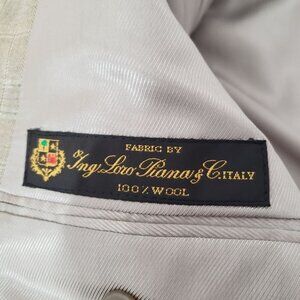 FABRIC BY
Ing. Loro Piana & C. ITALY
100% WOOL